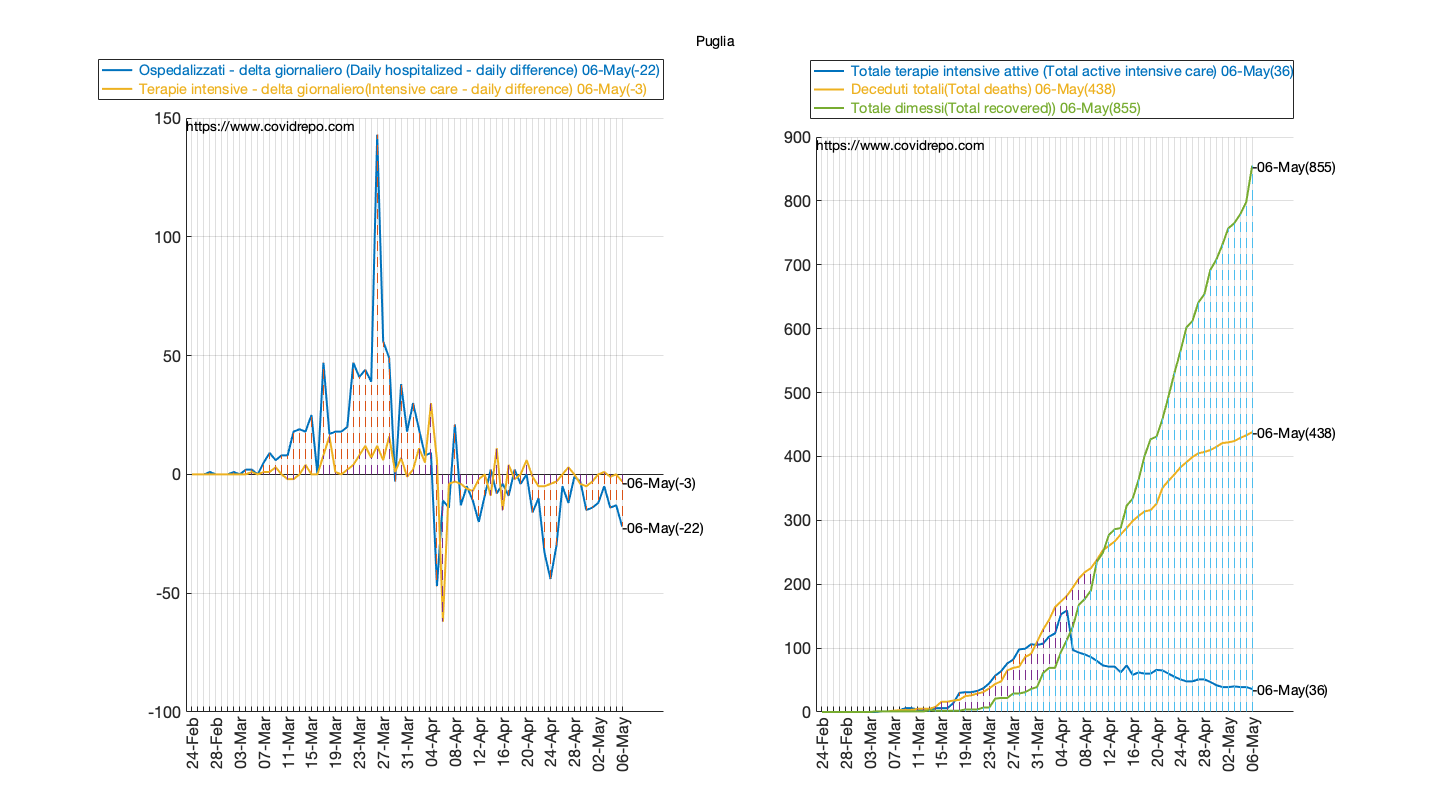 Puglia
Ospedalizzati - delta giornaliero (Daily hospitalized - daily difference) 06-May(-22)
Terapie intensive - delta giornaliero(Intensive care - daily difference) 06-May(-3)
150
https://www.covidrepo.com
100
50
0
-50
-100
06-May(-3)
06-May(-22)
24-Feb
28-Feb
03-Mar
07-Mar
11-Mar
15-Mar
19-Mar
23-Mar
27-Mar
31-Mar
04-Apr
08-Apr
12-Apr
16-Apr
20-Apr
24-Apr
28-Apr
02-May
06-May
Totale terapie intensive attive (Total active intensive care) 06-May(36)
Deceduti totali(Total deaths) 06-May(438)
Totale dimessi(Total recovered)) 06-May(855)
900
https://www.covidrepo.com
800
700
600
500
400
300
200
100
0
06-May(855)
06-May(438)
06-May(36)
24-Feb
28-Feb
03-Mar
07-Mar
11-Mar
15-Mar
19-Mar
23-Mar
27-Mar
31-Mar
04-Apr
08-Apr
12-Apr
16-Apr
20-Apr
24-Apr
28-Apr
02-May
06-May